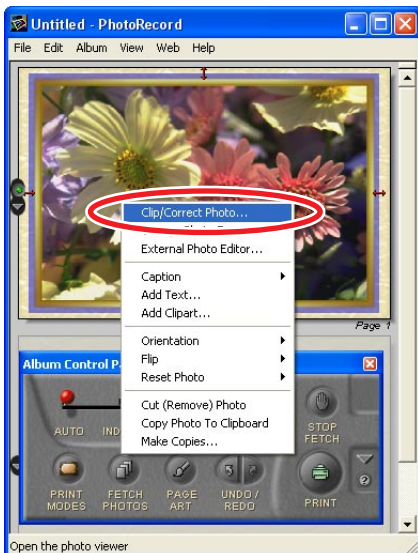 Untitled - PhotoRecord
File Edit Album View Web Help
Clip/Correct Photo...
External Photo Editor...
Caption
Add Text...
Add Clipart...
Page 1
Orientation
Flip
Reset Photo
Album Control P
Cut (Remove) Photo
Copy Photo To Clipboard
Make Copies...
AUTO
STOP FETCH
PRINT MODES
FETCH PHOTOS
PAGE ART
UNDO / REDO
PRINT
Open the photo viewer